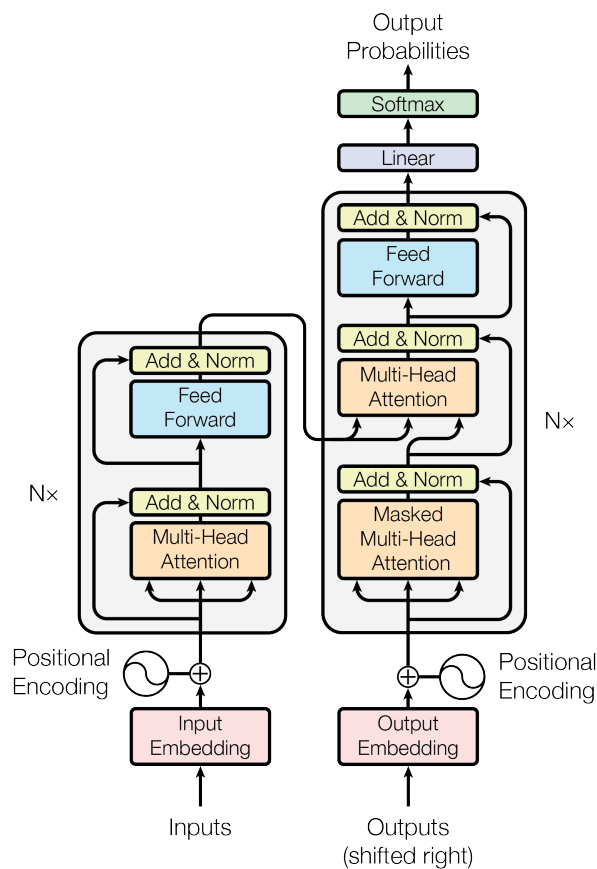 Output
Probabilities
Softmax
Linear
Add & Norm
Feed
Forward
Add & Norm
Multi-Head
Attention
Add & Norm
Masked
Multi-Head
Attention
N×
Add & Norm
Feed
Forward
Add & Norm
Multi-Head
Attention
N×
Positional
Encoding
Positional
Encoding
Input
Embedding
Output
Embedding
Inputs
Outputs
(shifted right)